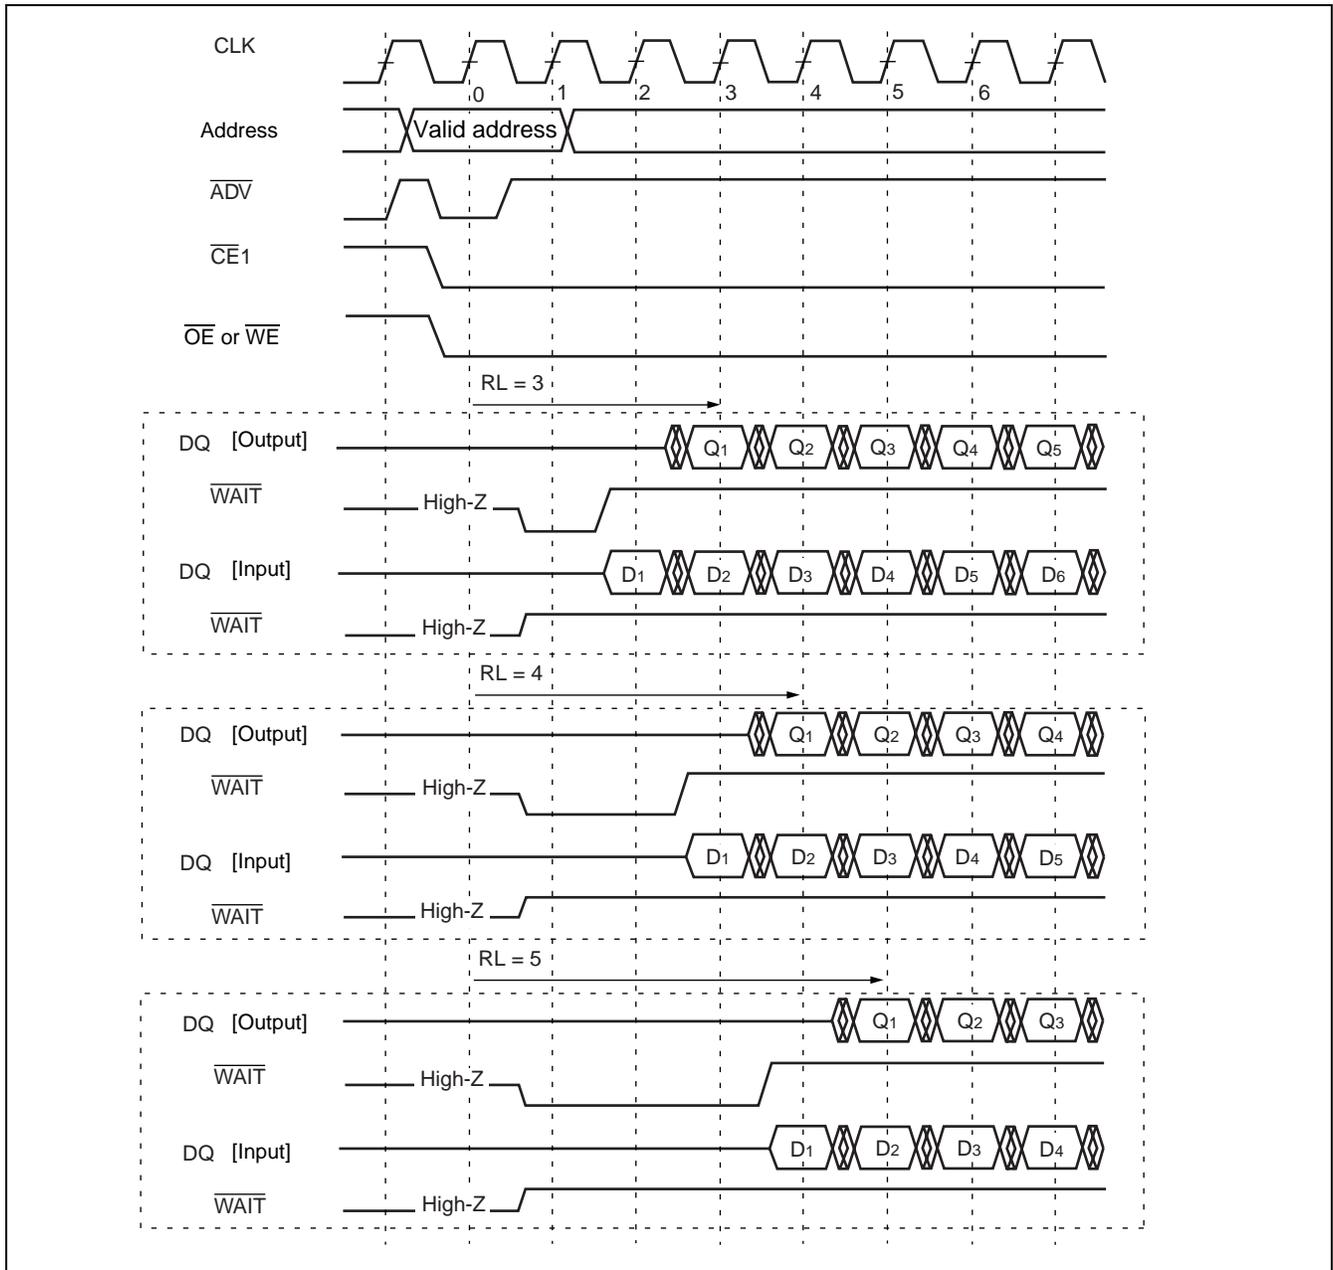 CLK
0 1 2 3 4 5 6
Address Valid address
ADV
CE1
OE or WE
RL = 3
DQ [Output] Q1 Q2 Q3 Q4 Q5
WAIT High-Z
DQ [Input] D1 D2 D3 D4 D5 D6
WAIT High-Z
RL = 4
DQ [Output] Q1 Q2 Q3 Q4
WAIT High-Z
DQ [Input] D1 D2 D3 D4 D5
WAIT High-Z
RL = 5
DQ [Output] Q1 Q2 Q3
WAIT High-Z
DQ [Input] D1 D2 D3 D4
WAIT High-Z